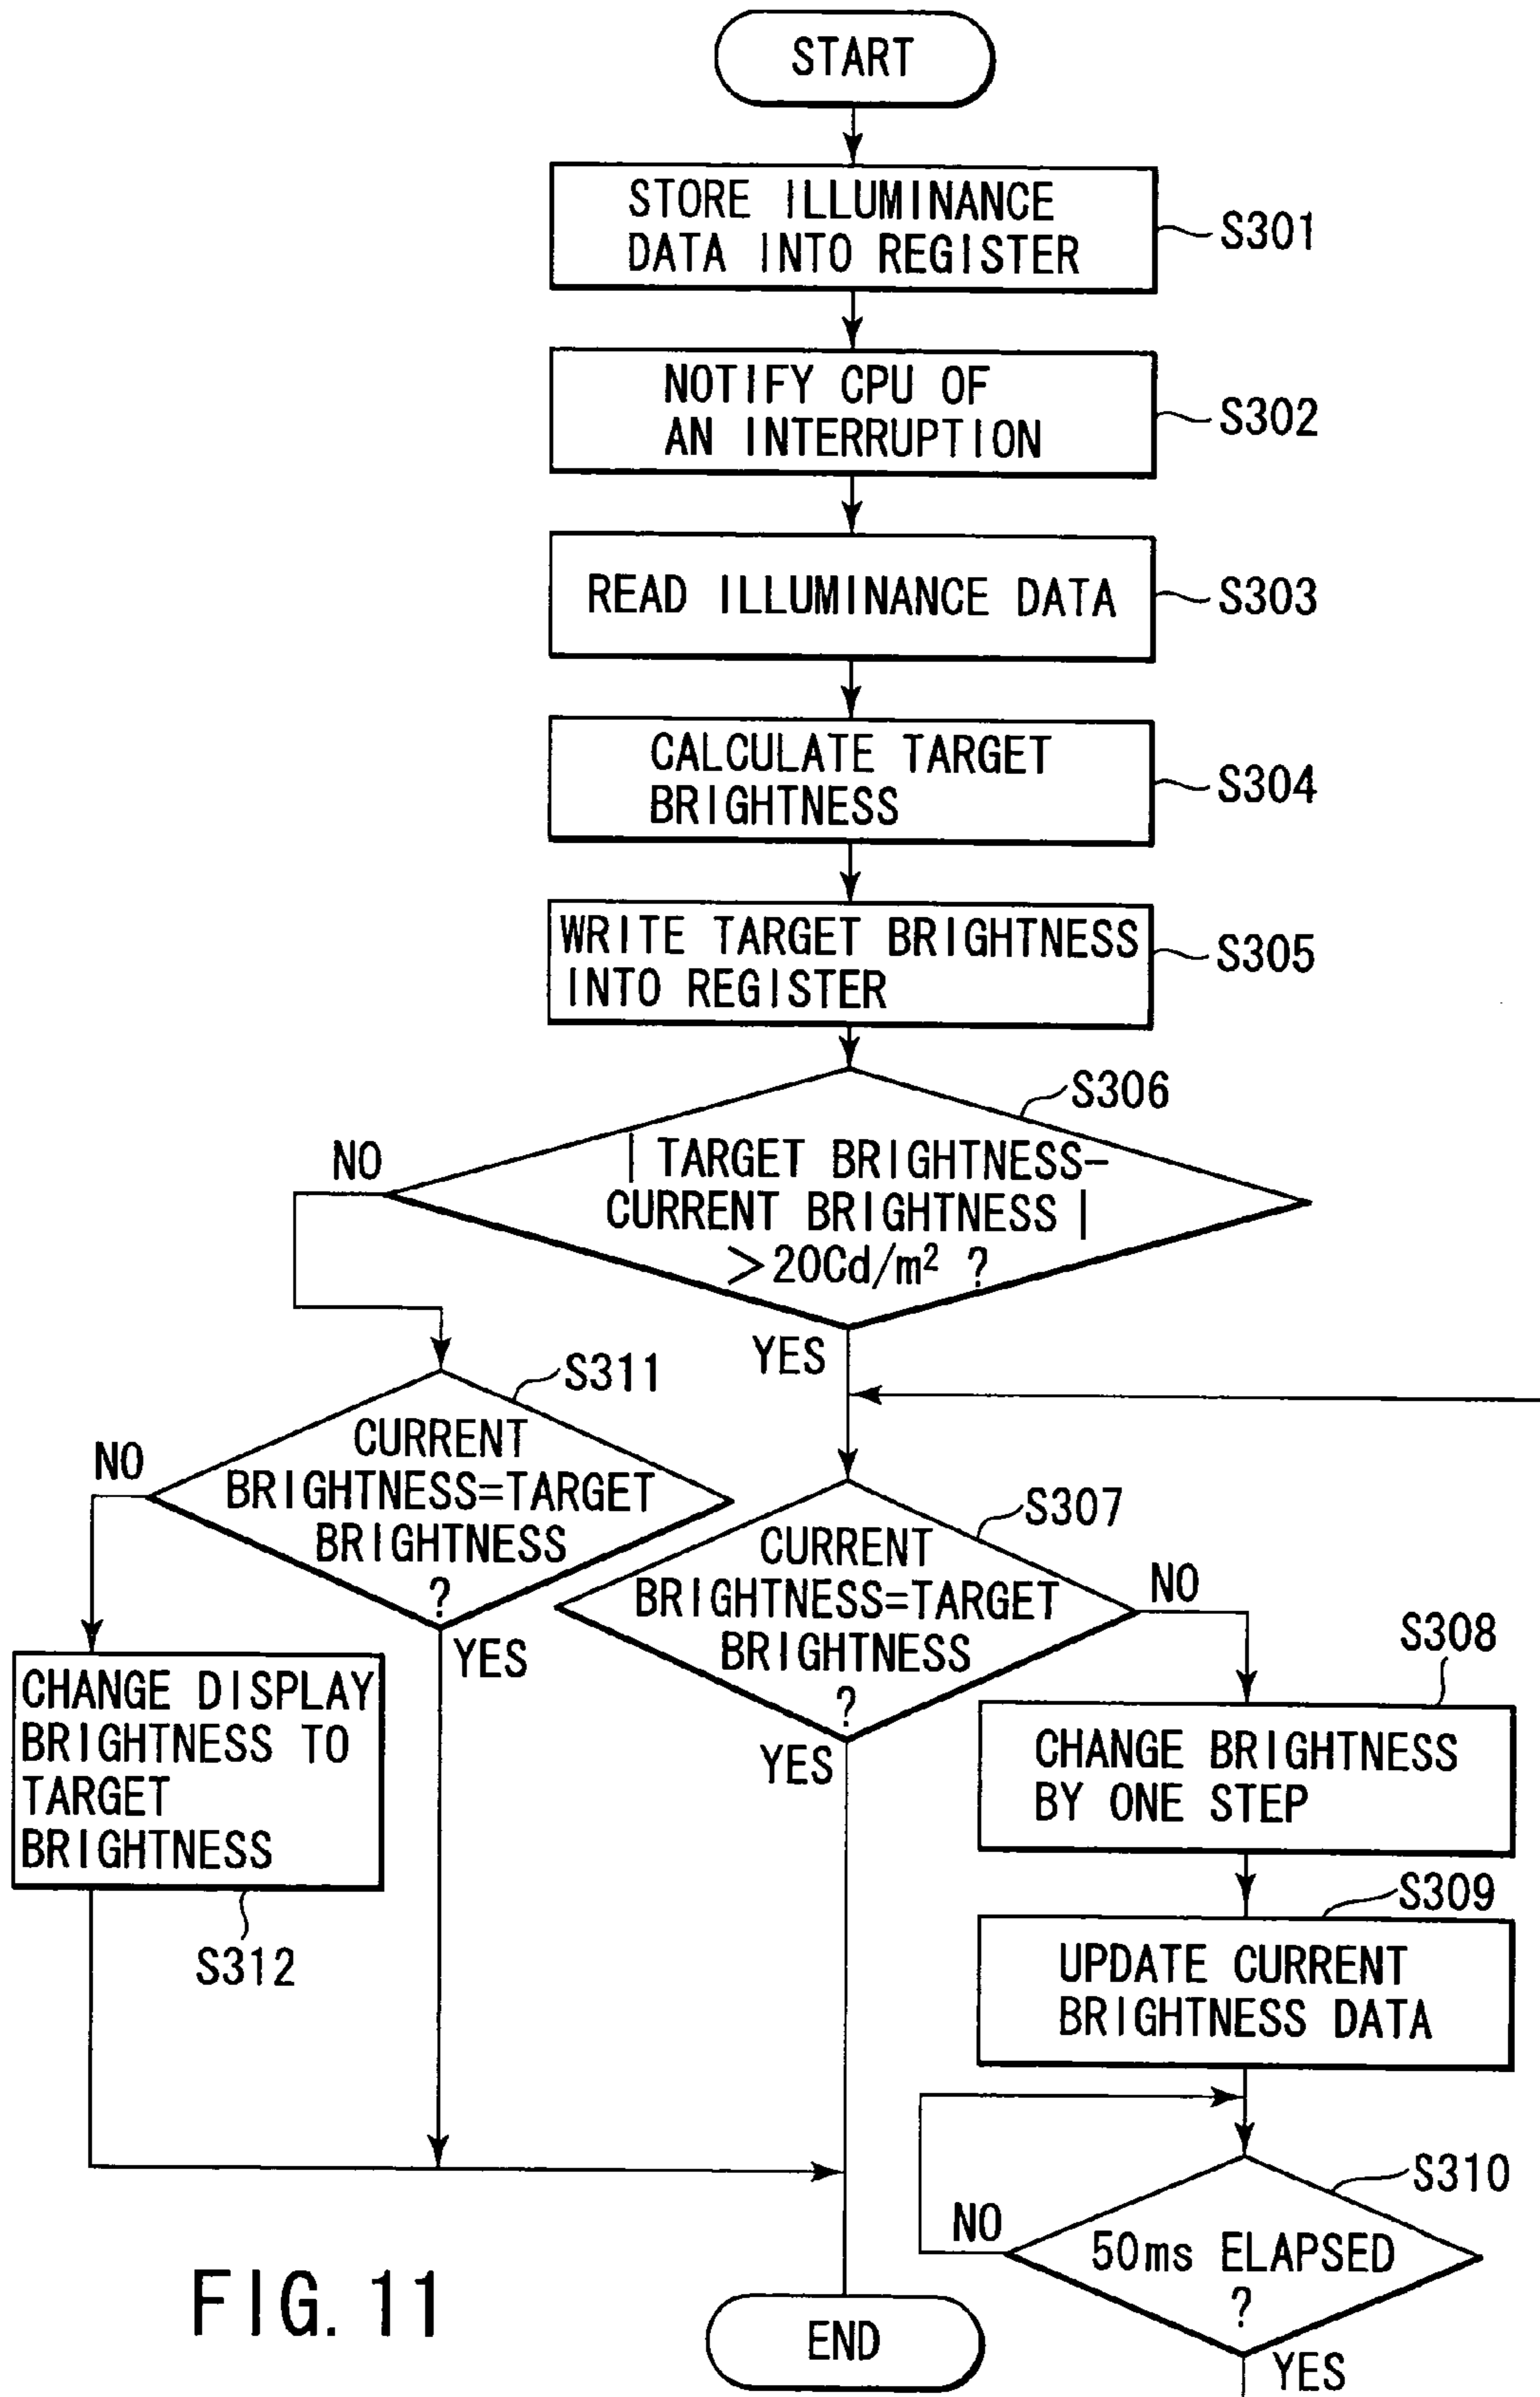 START
STORE ILLUMINANCE
DATA INTO REGISTER
S301
NOTIFY CPU OF
AN INTERRUPTION
S302
READ ILLUMINANCE DATA
S303
CALCULATE TARGET
BRIGHTNESS
S304
WRITE TARGET BRIGHTNESS
INTO REGISTER
S305
S306
| TARGET BRIGHTNESS-
CURRENT BRIGHTNESS |
>20Cd/m² ?
NO
YES
S311
CURRENT
BRIGHTNESS=TARGET
BRIGHTNESS
?
NO
YES
S307
CURRENT
BRIGHTNESS=TARGET
BRIGHTNESS
?
NO
YES
CHANGE DISPLAY
BRIGHTNESS TO
TARGET
BRIGHTNESS
S312
S308
CHANGE BRIGHTNESS
BY ONE STEP
S309
UPDATE CURRENT
BRIGHTNESS DATA
S310
50ms ELAPSED
?
NO
YES
END
FIG. 11